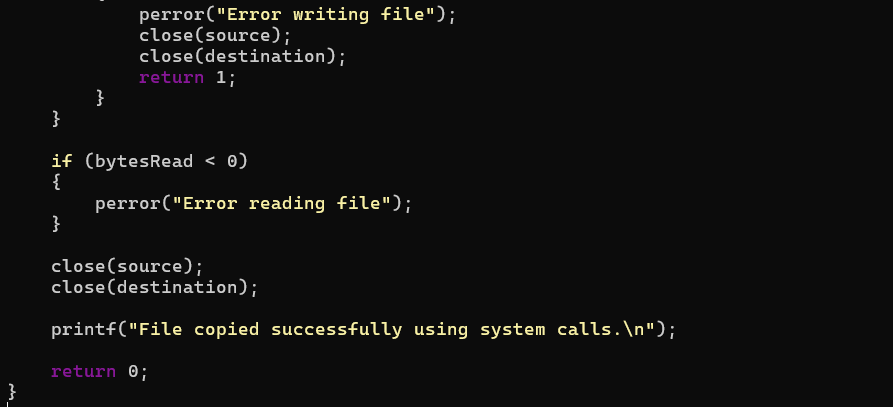 perror("Error writing file");
            close(source);
            close(destination);
            return 1;
        }
    }

    if (bytesRead < 0)
    {
        perror("Error reading file");
    }

    close(source);
    close(destination);

    printf("File copied successfully using system calls.\n");

    return 0;
}